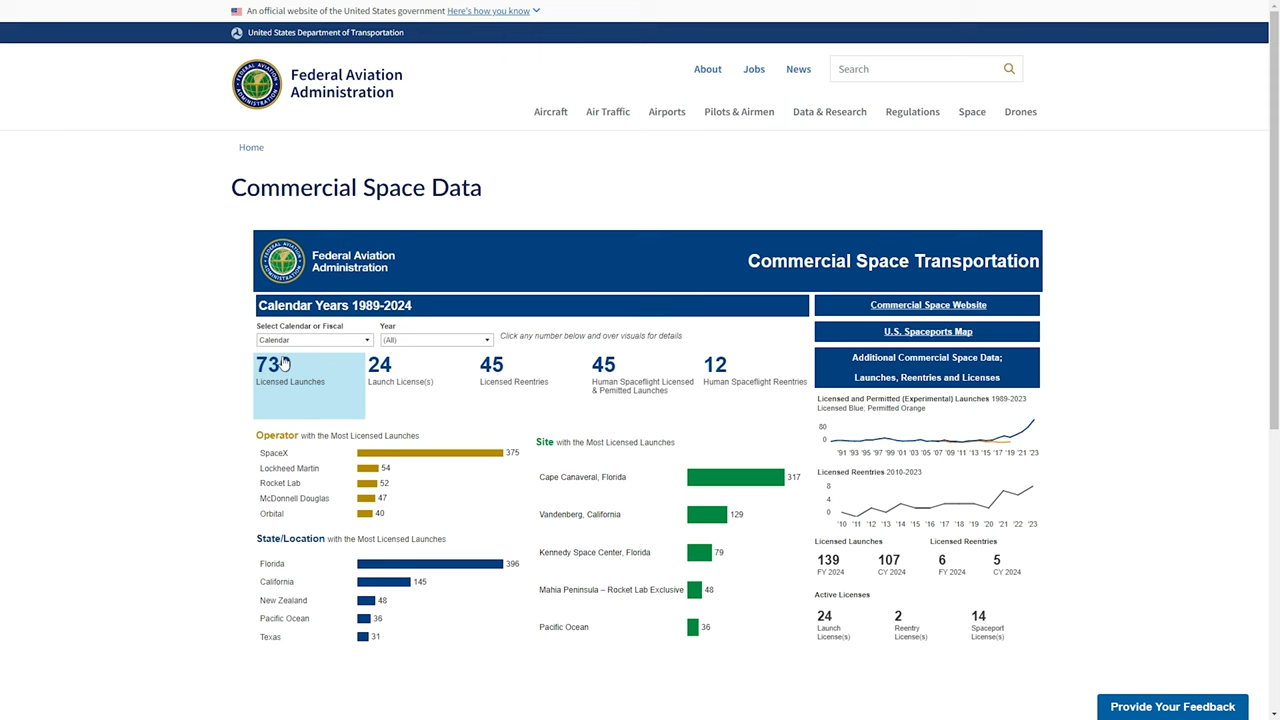 An official website of the United States government Here's how you know
United States Department of Transportation
Federal Aviation
Administration
About
Jobs
News
Search
Aircraft
Air Traffic
Airports
Pilots & Airmen
Data & Research
Regulations
Space
Drones
Home
Commercial Space Data
Federal Aviation
Administration
Commercial Space Transportation
Calendar Years 1989-2024
Select Calendar or Fiscal
Calendar
Year
(All)
Click any number below and over visuals for details
24
Launch License(s)
45
Licensed Reentries
45
Human Spaceflight Licensed
& Pemitted Launches
12
Human Spaceflight Reentries
Licensed Launches
Operator with the Most Licensed Launches
SpaceX 375
Lockheed Martin 54
Rocket Lab 52
McDonnell Douglas 47
Orbital 40
State/Location with the Most Licensed Launches
Florida 396
California 145
New Zealand 48
Pacific Ocean 36
Texas 31
Site with the Most Licensed Launches
Cape Canaveral, Florida 317
Vandenberg, California 129
Kennedy Space Center, Florida 79
Mahia Peninsula – Rocket Lab Exclusive 48
Pacific Ocean 36
Commercial Space Website
U.S. Spaceports Map
Additional Commercial Space Data;
Launches, Reentries and Licenses
Licensed and Permitted (Experimental) Launches 1989-2023
Licensed Blue; Permitted Orange
80
0
'91 '93 '95 '97 '99 '01 '03 '05 '07 '09 '11 '13 '15 '17 '19 '21 '23
Licensed Reentries 2010-2023
8
4
0
'10 '11 '12 '13 '14 '15 '16 '17 '18 '19 '20 '21 '22 '23
Licensed Launches
Licensed Reentries
139
FY 2024
107
CY 2024
6
FY 2024
5
CY 2024
Active Licenses
24
Launch
License(s)
2
Reentry
License(s)
14
Spaceport
License(s)
Provide Your Feedback